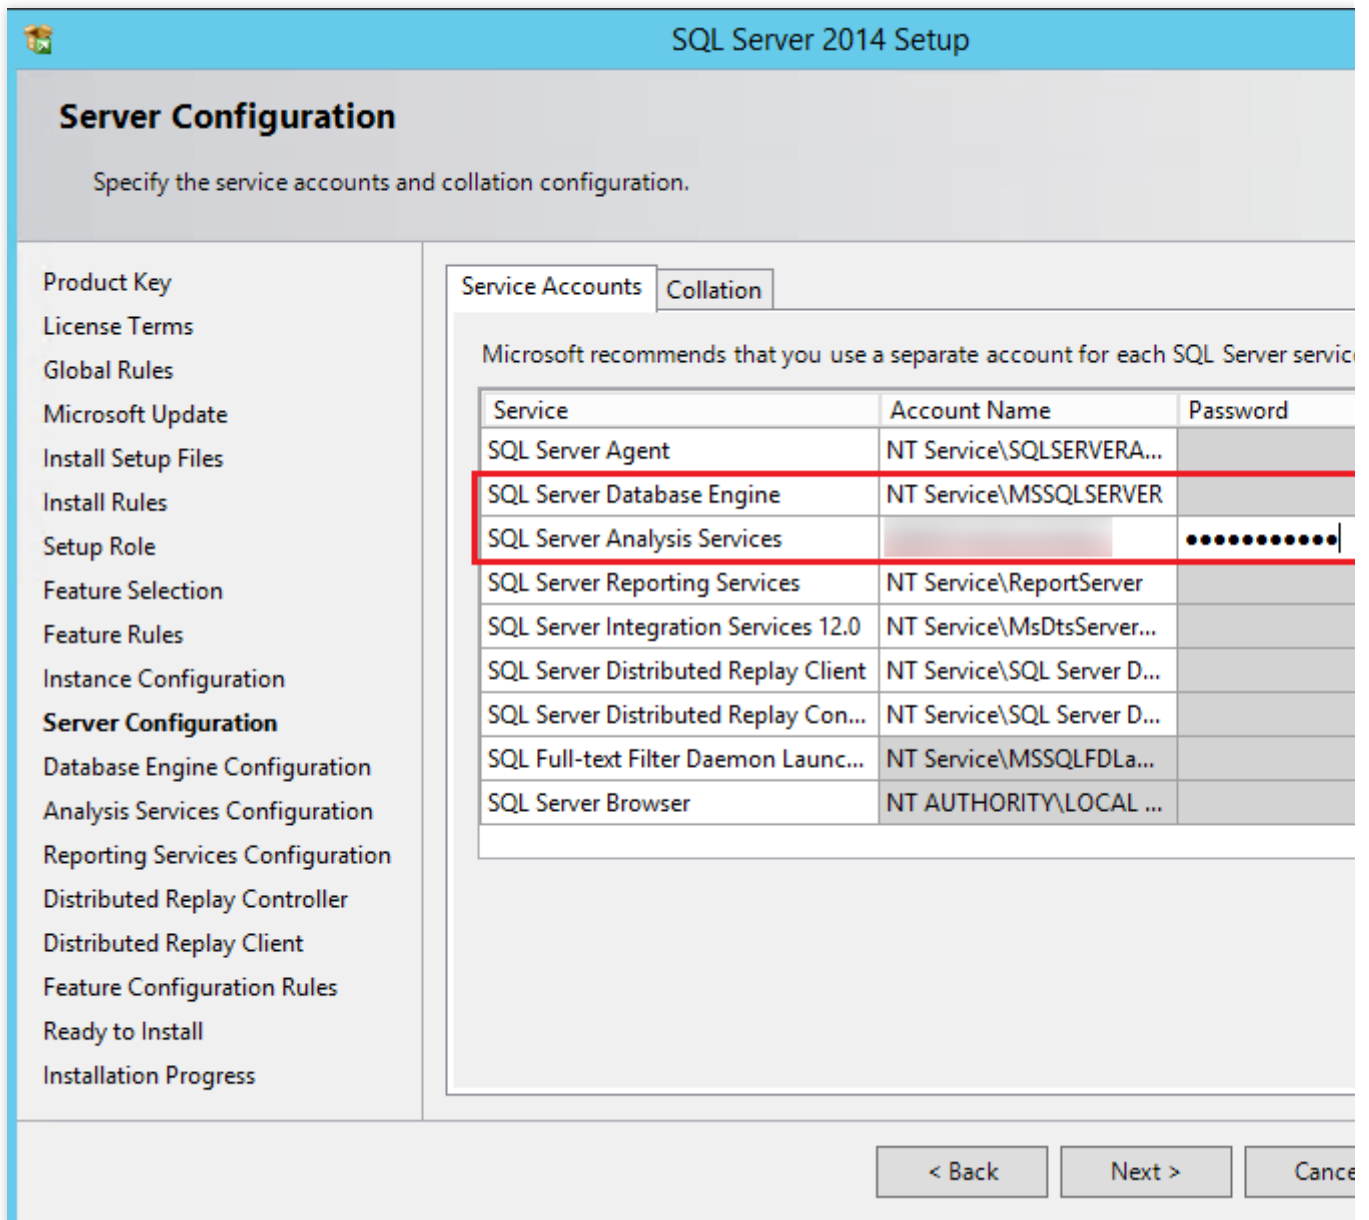 SQL Server 2014 Setup
Server Configuration
Specify the service accounts and collation configuration.
Product Key
License Terms
Global Rules
Microsoft Update
Install Setup Files
Install Rules
Setup Role
Feature Selection
Feature Rules
Instance Configuration
Server Configuration
Database Engine Configuration
Analysis Services Configuration
Reporting Services Configuration
Distributed Replay Controller
Distributed Replay Client
Feature Configuration Rules
Ready to Install
Installation Progress
Service Accounts Collation
Microsoft recommends that you use a separate account for each SQL Server servic
Service Account Name Password
SQL Server Agent NT Service\SQLSERVERA...
SQL Server Database Engine NT Service\MSSQLSERVER
SQL Server Analysis Services ●●●●●●●●●●●
SQL Server Reporting Services NT Service\ReportServer
SQL Server Integration Services 12.0 NT Service\MsDtsServer...
SQL Server Distributed Replay Client NT Service\SQL Server D...
SQL Server Distributed Replay Con... NT Service\SQL Server D...
SQL Full-text Filter Daemon Launc... NT Service\MSSQLFDLa...
SQL Server Browser NT AUTHORITY\LOCAL ...
< Back Next > Cance